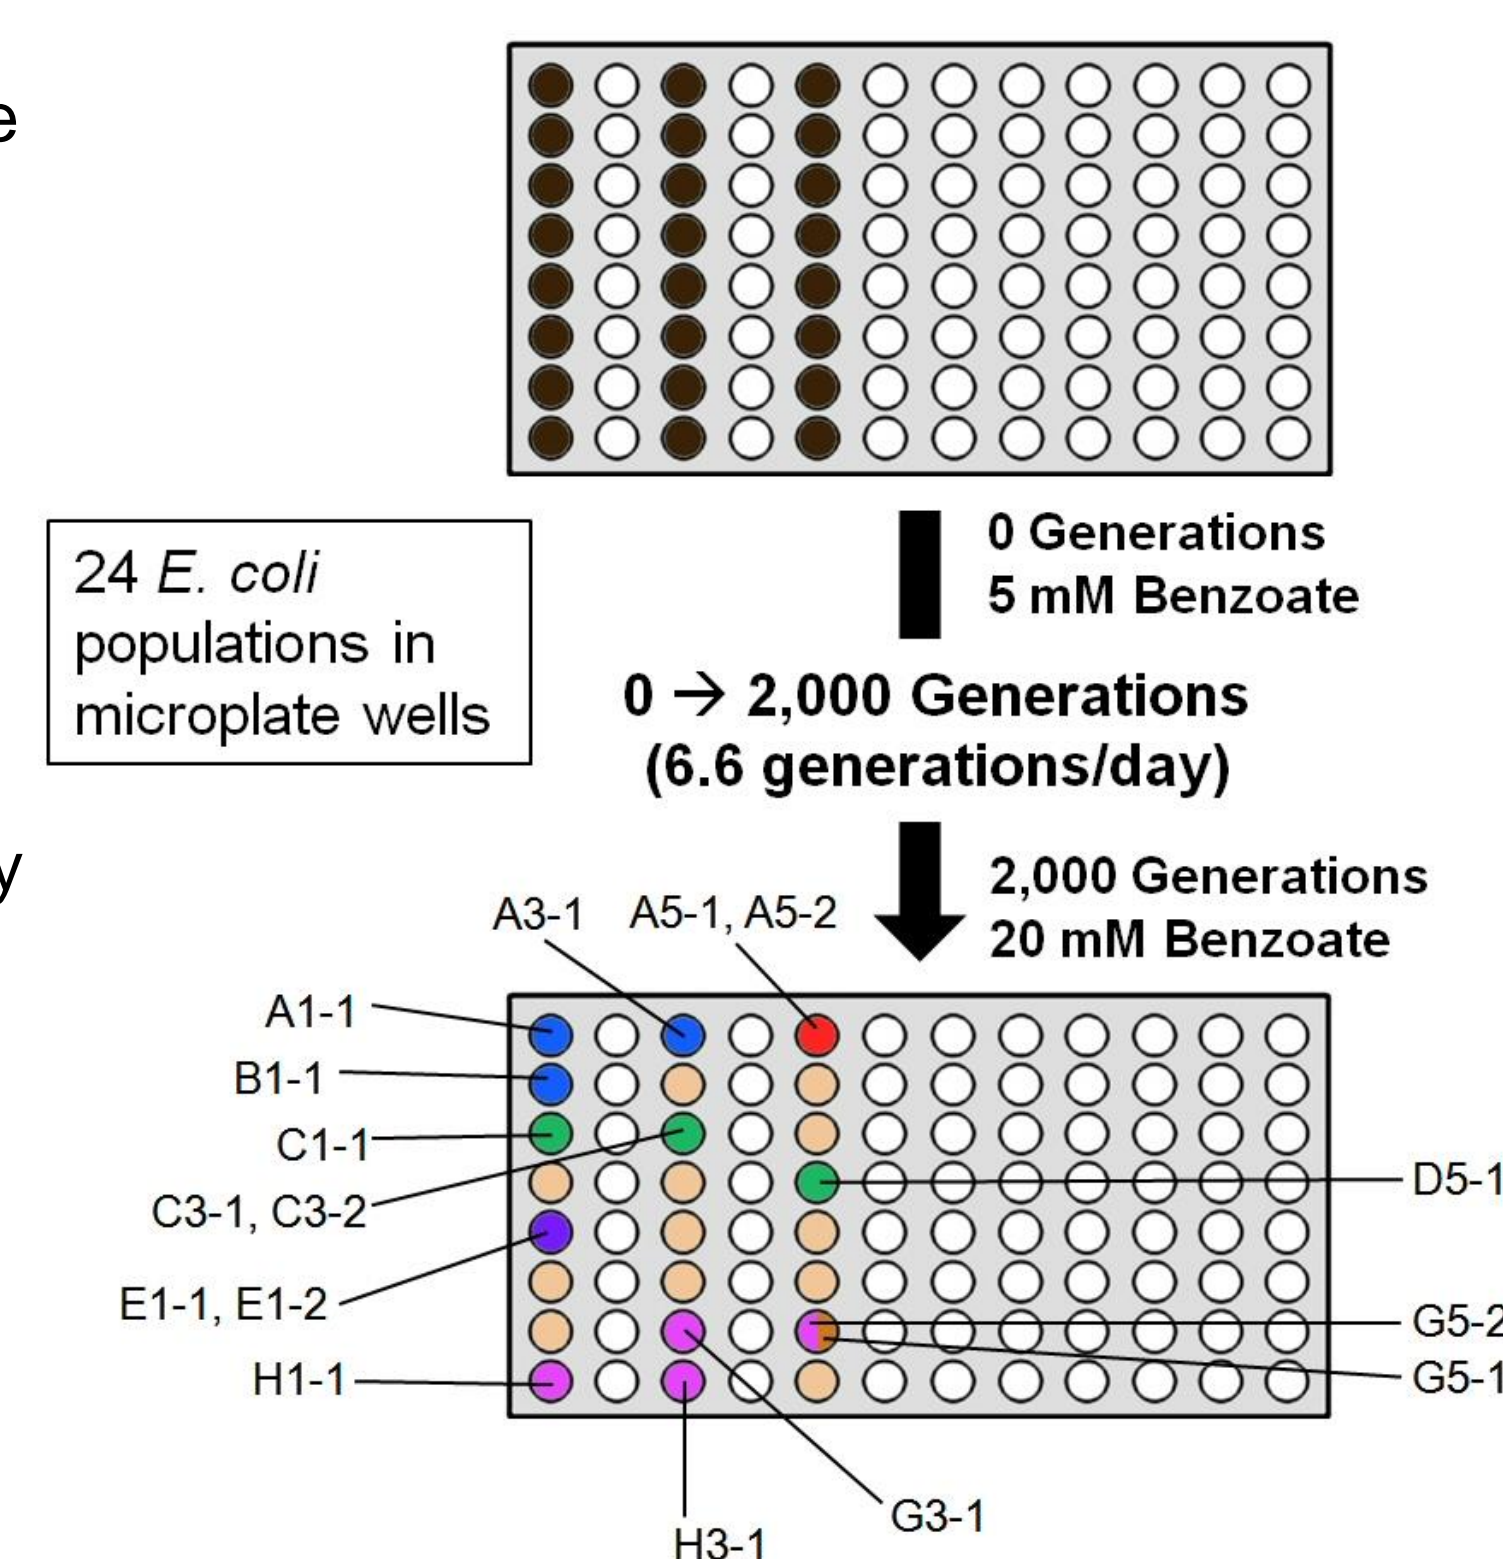 e
24 E. coli
populations in
microplate wells
0 Generations
5 mM Benzoate
0 → 2,000 Generations
(6.6 generations/day)
y
2,000 Generations
20 mM Benzoate
A3-1
A5-1, A5-2
A1-1
B1-1
C1-1
C3-1, C3-2
D5-1
E1-1, E1-2
G5-2
H1-1
G5-1
G3-1
H3-1